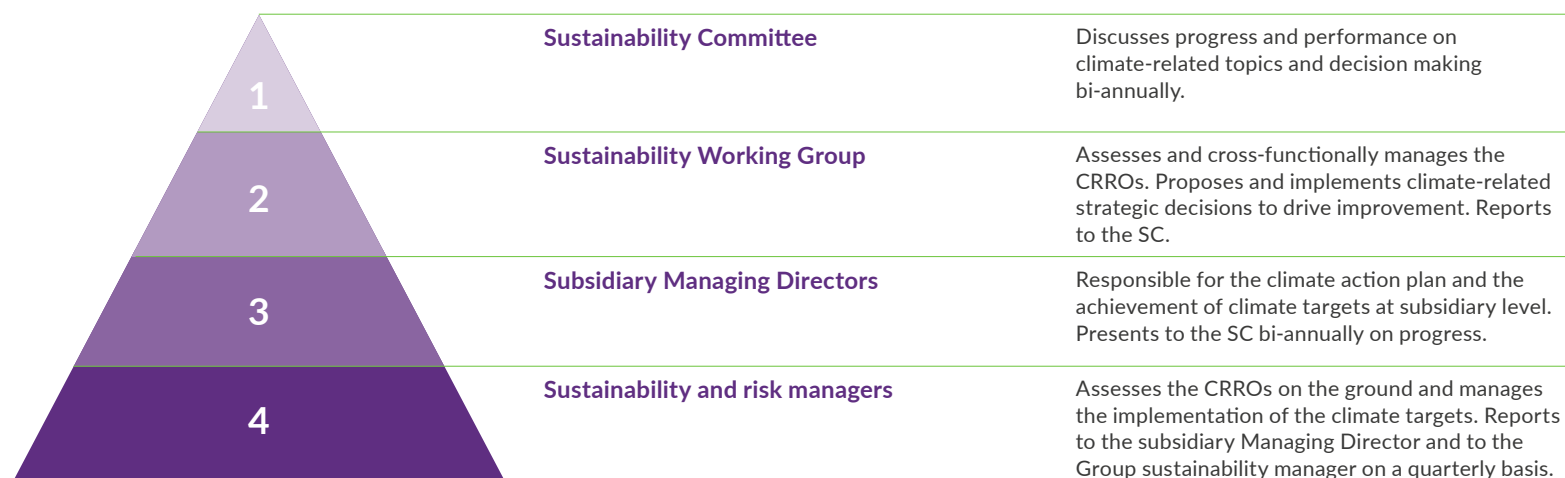 1
Sustainability Committee
Discusses progress and performance on
climate-related topics and decision making
bi-annually.
2
Sustainability Working Group
Assesses and cross-functionally manages the
CRROs. Proposes and implements climate-related
strategic decisions to drive improvement. Reports
to the SC.
3
Subsidiary Managing Directors
Responsible for the climate action plan and the
achievement of climate targets at subsidiary level.
Presents to the SC bi-annually on progress.
4
Sustainability and risk managers
Assesses the CRROs on the ground and manages
the implementation of the climate targets. Reports
to the subsidiary Managing Director and to the
Group sustainability manager on a quarterly basis.